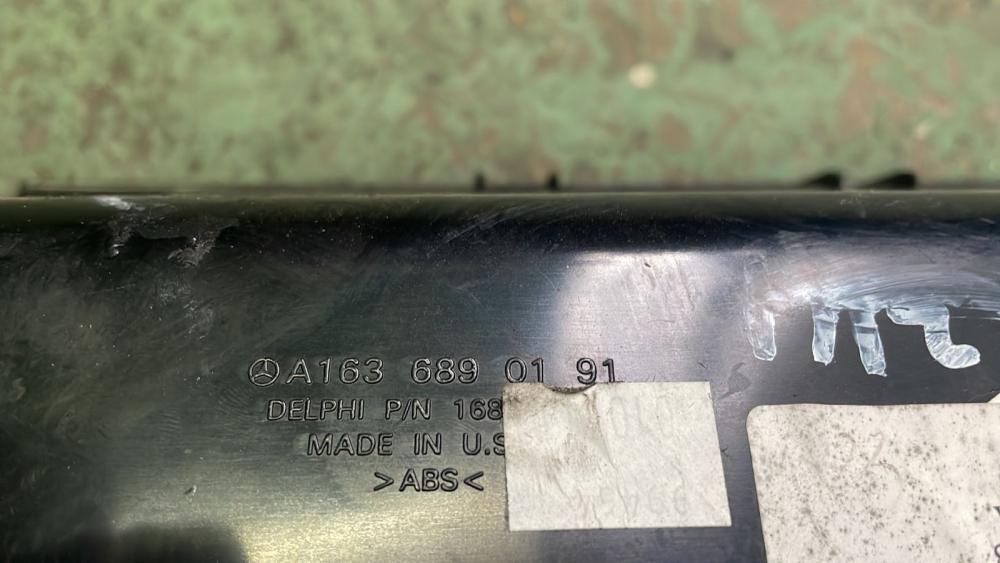 A163 689 01 91
DELPHI P/N 168
MADE IN U.S
>ABS<